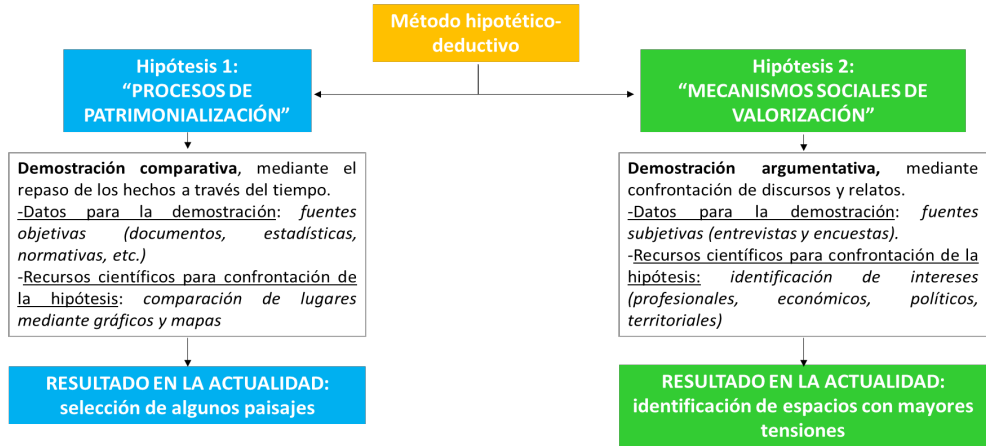 Método hipotético-
deductivo
Hipótesis 1:
“PROCESOS DE
PATRIMONIALIZACIÓN”
Demostración comparativa, mediante el
repaso de los hechos a través del tiempo.
-Datos para la demostración: fuentes
objetivas (documentos, estadísticas,
normativas, etc.)
-Recursos científicos para confrontación de
la hipótesis: comparación de lugares
mediante gráficos y mapas
RESULTADO EN LA ACTUALIDAD:
selección de algunos paisajes
Hipótesis 2:
“MECANISMOS SOCIALES DE
VALORIZACIÓN”
Demostración argumentativa, mediante
confrontación de discursos y relatos.
-Datos para la demostración: fuentes
subjetivas (entrevistas y encuestas).
-Recursos científicos para confrontación de la
hipótesis: identificación de intereses
(profesionales, económicos, políticos,
territoriales)
RESULTADO EN LA ACTUALIDAD:
identificación de espacios con mayores
tensiones